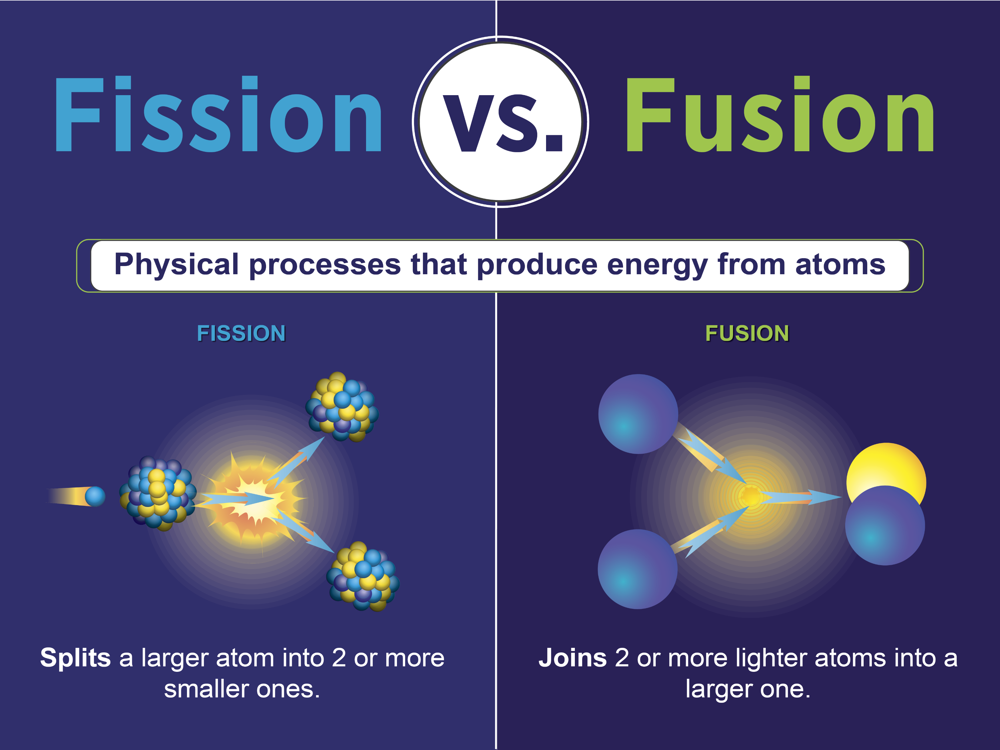 Fission vs. Fusion
Physical processes that produce energy from atoms
FISSION
Splits a larger atom into 2 or more
smaller ones.
FUSION
Joins 2 or more lighter atoms into a
larger one.